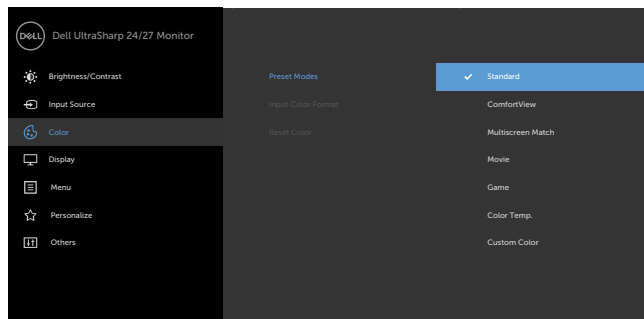 DELL Dell UltraSharp 24/27 Monitor
Brightness/Contrast
Preset Modes
Standard
Input Source
Input Color Format
ComfortView
Color
Reset Color
Multiscreen Match
Display
Movie
Menu
Game
Personalize
Color Temp.
Others
Custom Color